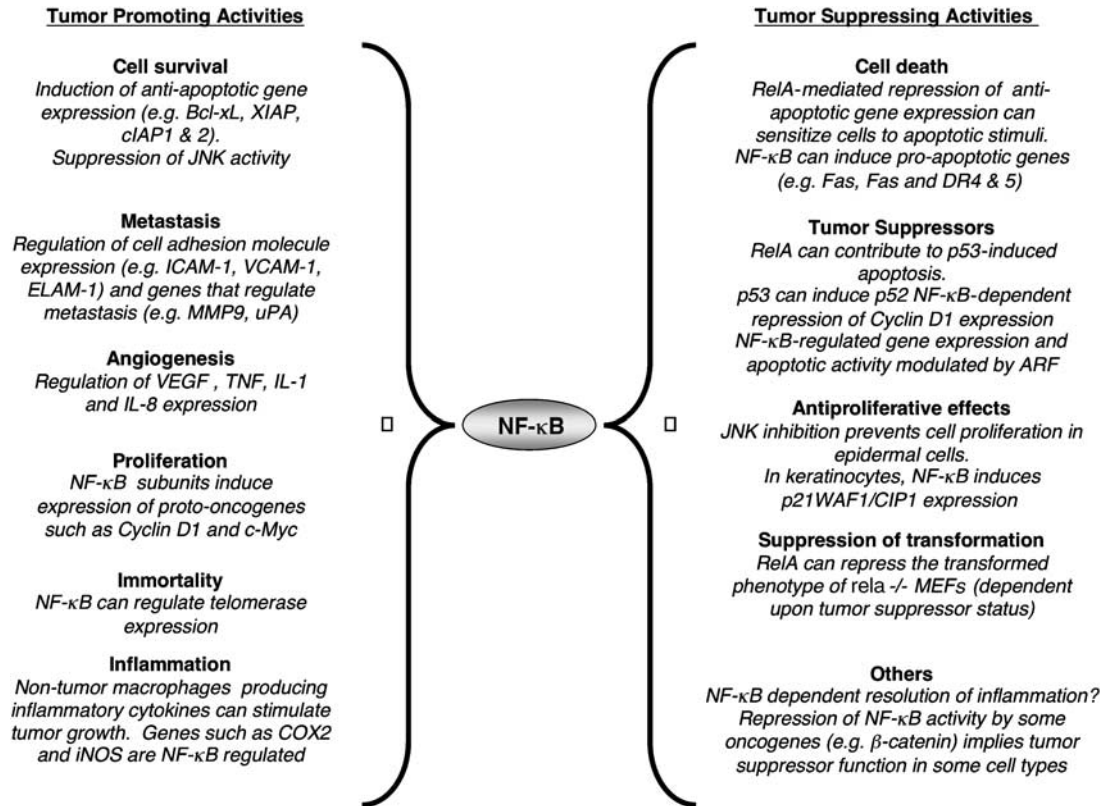 Tumor Promoting Activities
Cell survival
Induction of anti-apoptotic gene
expression (e.g. Bcl-xL, XIAP,
cIAP1 & 2).
Suppression of JNK activity
Metastasis
Regulation of cell adhesion molecule
expression (e.g. ICAM-1, VCAM-1,
ELAM-1) and genes that regulate
metastasis (e.g. MMP9, uPA)
Angiogenesis
Regulation of VEGF , TNF, IL-1
and IL-8 expression
Proliferation
NF-κB subunits induce
expression of proto-oncogenes
such as Cyclin D1 and c-Myc
Immortality
NF-κB can regulate telomerase
expression
Inflammation
Non-tumor macrophages producing
inflammatory cytokines can stimulate
tumor growth. Genes such as COX2
and iNOS are NF-κB regulated
NF-κB
Tumor Suppressing Activities
Cell death
RelA-mediated repression of anti-
apoptotic gene expression can
sensitize cells to apoptotic stimuli.
NF-κB can induce pro-apoptotic genes
(e.g. Fas, Fas and DR4 & 5)
Tumor Suppressors
RelA can contribute to p53-induced
apoptosis.
p53 can induce p52 NF-κB-dependent
repression of Cyclin D1 expression
NF-κB-regulated gene expression and
apoptotic activity modulated by ARF
Antiproliferative effects
JNK inhibition prevents cell proliferation in
epidermal cells.
In keratinocytes, NF-κB induces
p21WAF1/CIP1 expression
Suppression of transformation
RelA can repress the transformed
phenotype of rela -/- MEFs (dependent
upon tumor suppressor status)
Others
NF-κB dependent resolution of inflammation?
Repression of NF-κB activity by some
oncogenes (e.g. β-catenin) implies tumor
suppressor function in some cell types